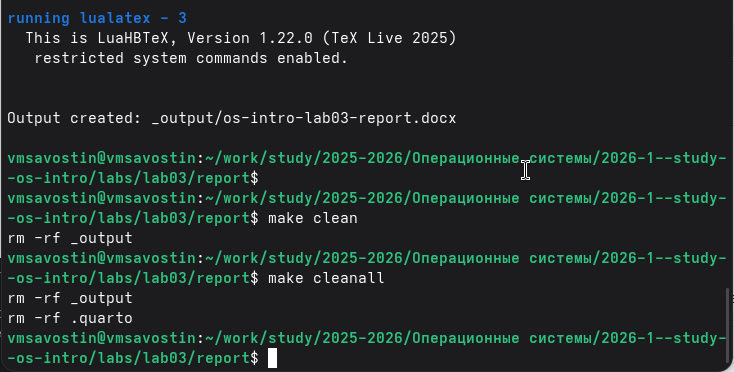 running lualatex - 3
This is LuaHBTeX, Version 1.22.0 (TeX Live 2025)
restricted system commands enabled.
Output created: _output/os-intro-lab03-report.docx
vmsavostin@vmsavostin:~/work/study/2025-2026/Операционные системы/2026-1--study-
-os-intro/labs/lab03/report$
vmsavostin@vmsavostin:~/work/study/2025-2026/Операционные системы/2026-1--study-
-os-intro/labs/lab03/report$ make clean
rm -rf _output
vmsavostin@vmsavostin:~/work/study/2025-2026/Операционные системы/2026-1--study-
-os-intro/labs/lab03/report$ make cleanall
rm -rf _output
rm -rf .quarto
vmsavostin@vmsavostin:~/work/study/2025-2026/Операционные системы/2026-1--study-
-os-intro/labs/lab03/report$